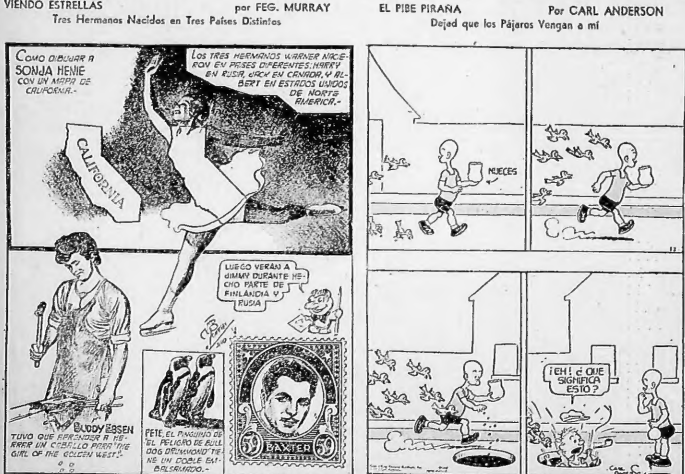 VIENDO ESTRELLAS
por FEG. MURRAY
Tres Hermanos Nacidos en Tres Países Distintos
COMO DIBUJAR A
SONJA HENIE
CON UN MAPA DE
CALIFORNIA.-
LOS TRES HERMANOS WARNER NACIE-
RON EN PAISES DIFERENTES: HARRY
EN RUSIA, JACK EN CANADA, Y AL-
BERT EN ESTADOS UNIDOS
DE NORTE
AMERICA.-
CALIFORNIA
LUEGO VERÁN A
JIMMY DURANTE HE-
CHO PARTE DE
FINLANDIA Y
RUSIA
BUDDY EBSEN
TUVO QUE APRENDER A HE-
RRER UN CABALLO PARA "THE
GIRL OF THE GOLDEN WEST".-
PETE, EL PINGUINO DE
"EL PELIGRO DE BULL
DOG DRUMMOND" TIE-
NE UN DOBLE EM-
BALSAMADO.-
59 BAXTER 59
EL PIBE PIRAÑA
Por CARL ANDERSON
Dejad que los Pájaros Vengan a mí
NUECES
¡EH! ¿QUE
SIGNIFICA
ESTO?